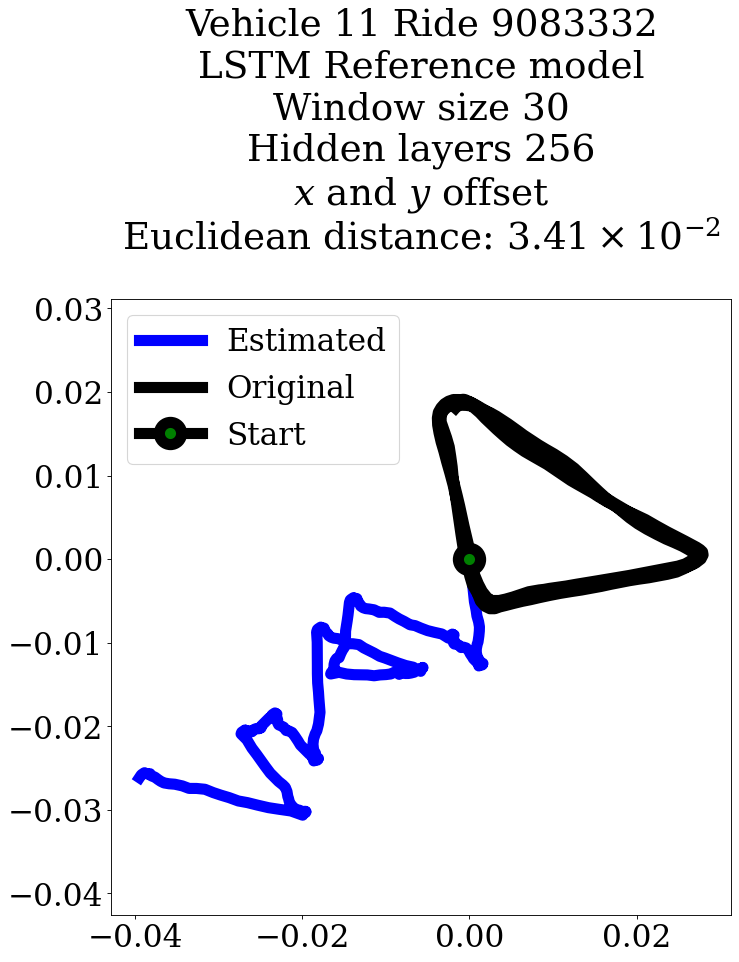 Vehicle 11 Ride 9083332
LSTM Reference model
Window size 30
Hidden layers 256
x and y offset
Euclidean distance: 3.41 × 10⁻²
0.03
0.02
0.01
0.00
−0.01
−0.02
−0.03
−0.04
Estimated
Original
Start
−0.04 −0.02 0.00 0.02